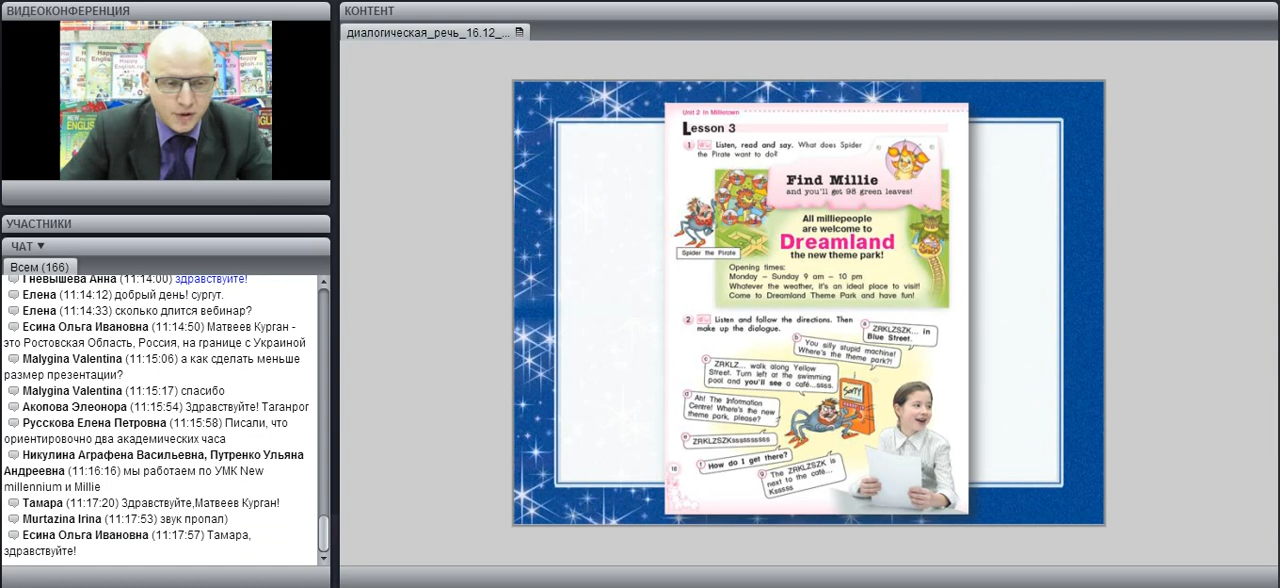 ВИДЕОКОНФЕРЕНЦИЯ
УЧАСТНИКИ
ЧАТ ▼
Всем (166)
Гневышева Анна (11:14:00) здравствуйте!
Елена (11:14:12) добрый день! сургут.
Елена (11:14:33) сколько длится вебинар?
Есина Ольга Ивановна (11:14:50) Матвеев Курган -
это Ростовская Область, Россия, на границе с Украиной
Malygina Valentina (11:15:06) а как сделать меньше
размер презентации?
Malygina Valentina (11:15:17) спасибо
Акопова Элеонора (11:15:54) Здравствуйте! Таганрог
Русскова Елена Петровна (11:15:58) Писали, что
ориентировочно два академических часа
Никулина Аграфена Васильевна, Путренко Ульяна
Андреевна (11:16:16) мы работаем по УМК New
millennium и Millie
Тамара (11:17:20) Здравствуйте,Матвеев Курган!
Murtazina Irina (11:17:53) звук пропал)
Есина Ольга Ивановна (11:17:57) Тамара,
здравствуйте!
КОНТЕНТ
диалогическая_речь_16.12_...
Unit 2 In Millietown
Lesson 3
1 Listen, read and say. What does Spider
the Pirate want to do?
Find Millie
and you'll get 98 green leaves!
Spider the Pirate
All milliepeople
are welcome to
Dreamland
the new theme park!
Opening times:
Monday – Sunday 9 am – 10 pm
Whatever the weather, it's an ideal place to visit!
Come to Dreamland Theme Park and have fun!
2 Listen and follow the directions. Then
make up the dialogue.
a ZRKLZSZK... in
Blue Street.
b You silly stupid machine!
Where's the theme park?!
c ZRKLZ... walk along Yellow
Street. Turn left at the swimming
pool and you'll see a café...ssss.
Sorry
d Ah! The Information
Centre! Where's the new
theme park, please?
e ZRKLZSZKssssssssss
f How do I get there?
g The ZRKLZSZK is
next to the café...
Ksssss